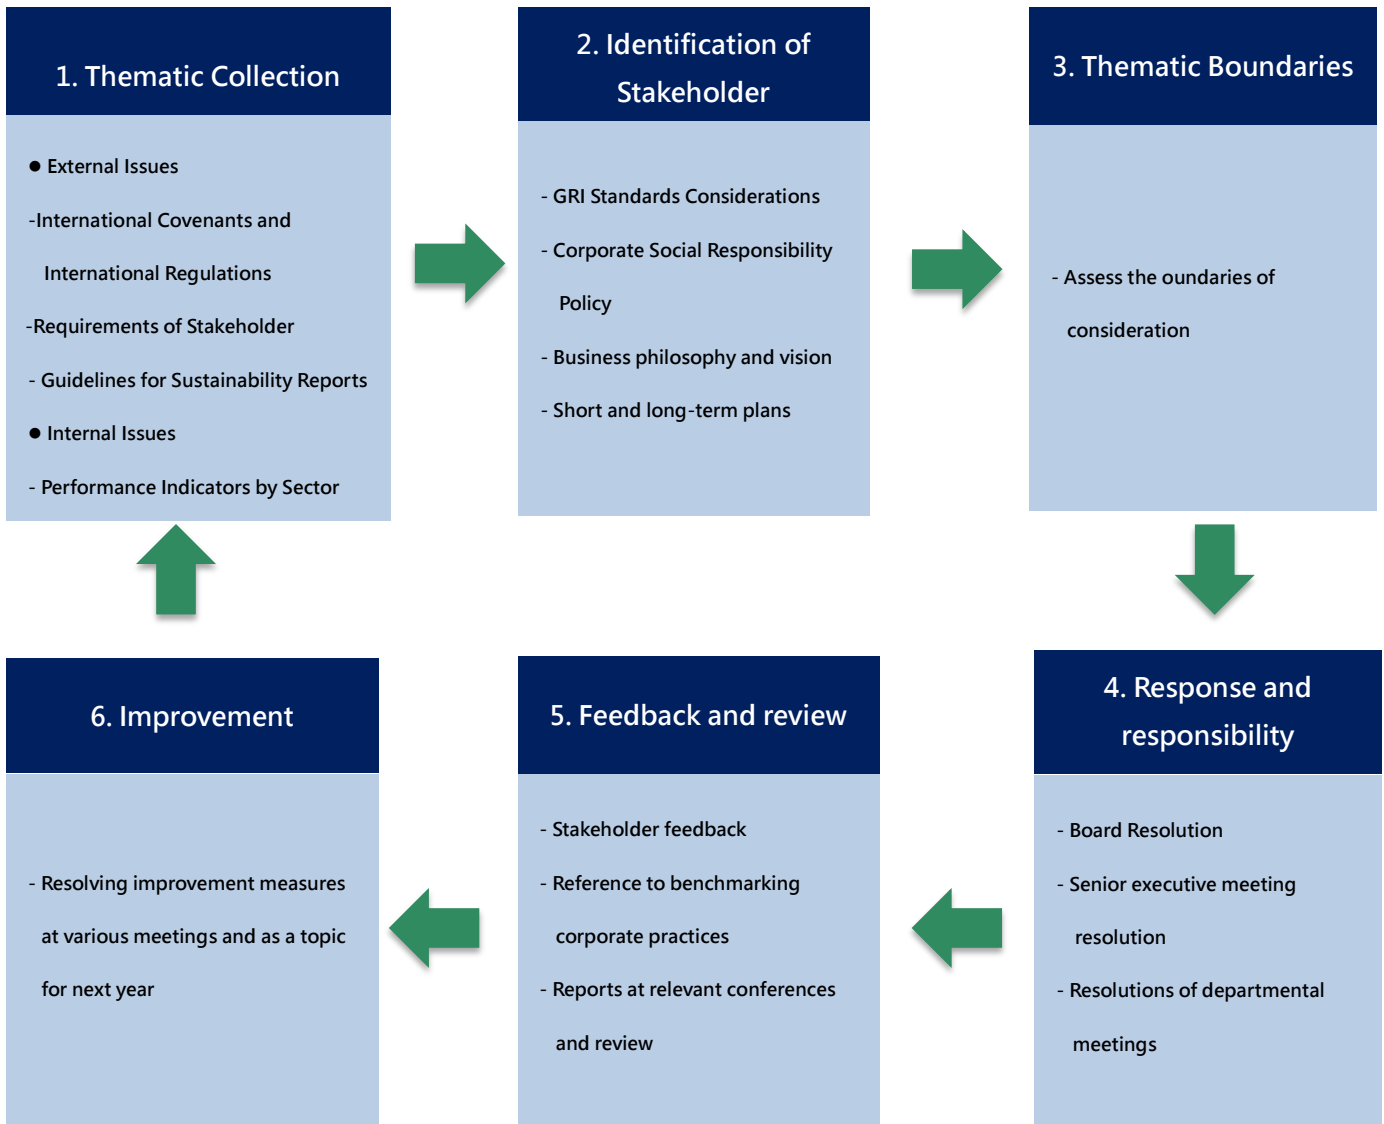 1. Thematic Collection
● External Issues
-International Covenants and
International Regulations
-Requirements of Stakeholder
- Guidelines for Sustainability Reports
● Internal Issues
- Performance Indicators by Sector
2. Identification of
Stakeholder
- GRI Standards Considerations
- Corporate Social Responsibility
Policy
- Business philosophy and vision
- Short and long-term plans
3. Thematic Boundaries
- Assess the oundaries of
consideration
4. Response and
responsibility
- Board Resolution
- Senior executive meeting
resolution
- Resolutions of departmental
meetings
5. Feedback and review
- Stakeholder feedback
- Reference to benchmarking
corporate practices
- Reports at relevant conferences
and review
6. Improvement
- Resolving improvement measures
at various meetings and as a topic
for next year